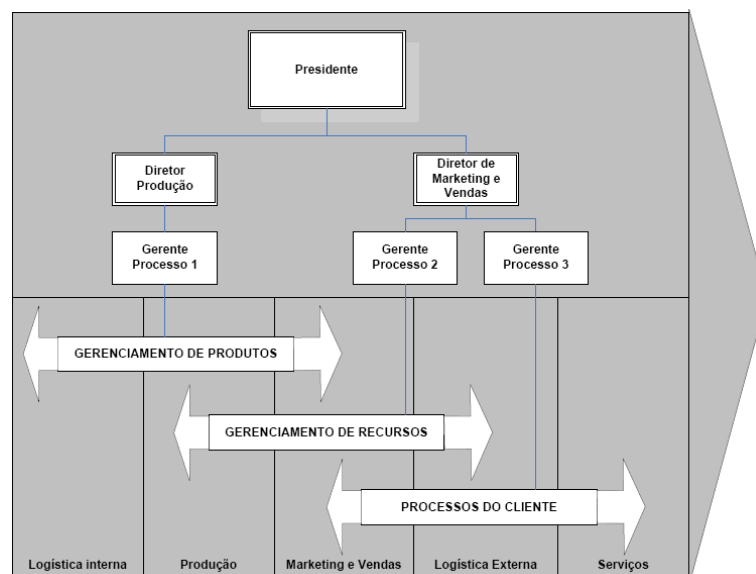 Presidente
Diretor
Produção
Diretor de
Marketing e
Vendas
Gerente
Processo 1
Gerente
Processo 2
Gerente
Processo 3
GERENCIAMENTO DE PRODUTOS
GERENCIAMENTO DE RECURSOS
PROCESSOS DO CLIENTE
Logística interna
Produção
Marketing e Vendas
Logística Externa
Serviços